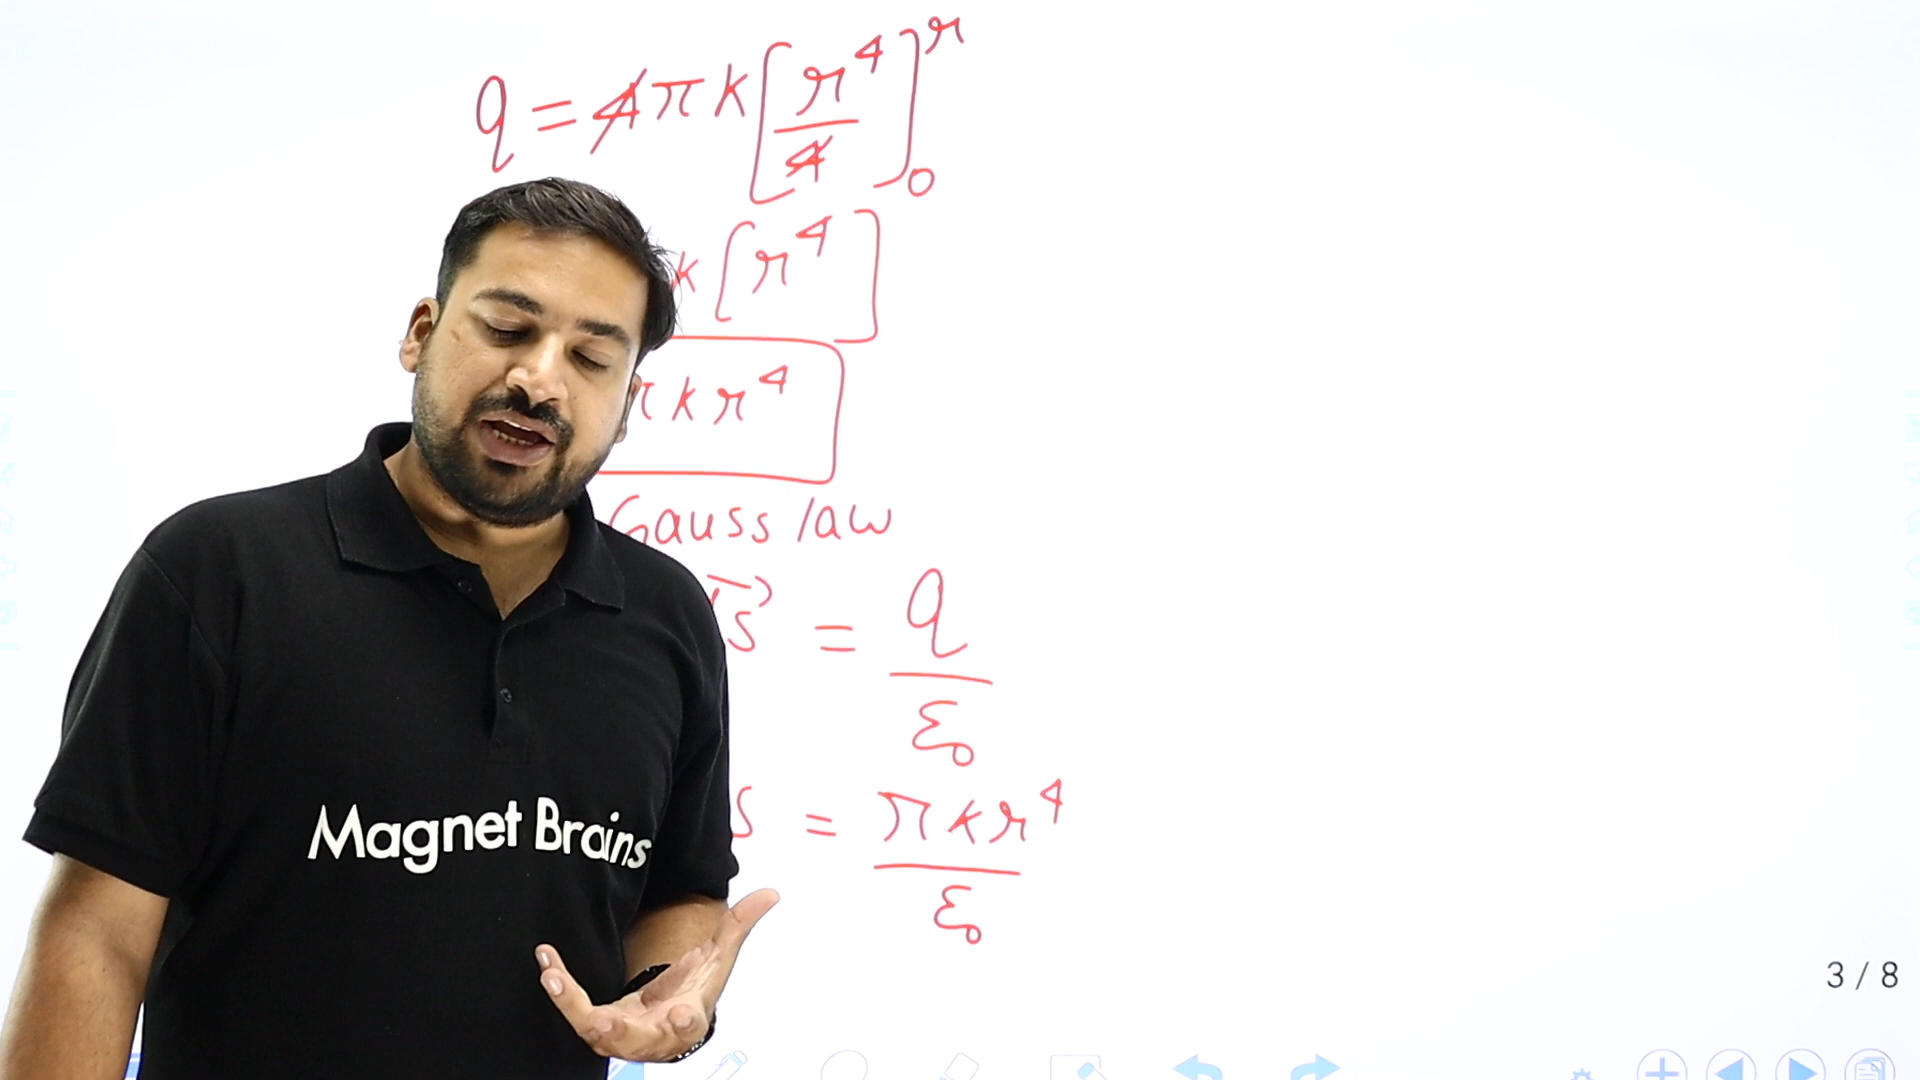 q = 4πk[r⁴/4]₀ʳ
k[r⁴]
πkr⁴
Gauss law
s⃗ = q/ε₀
s = πkr⁴/ε₀
Magnet Brains
3 / 8